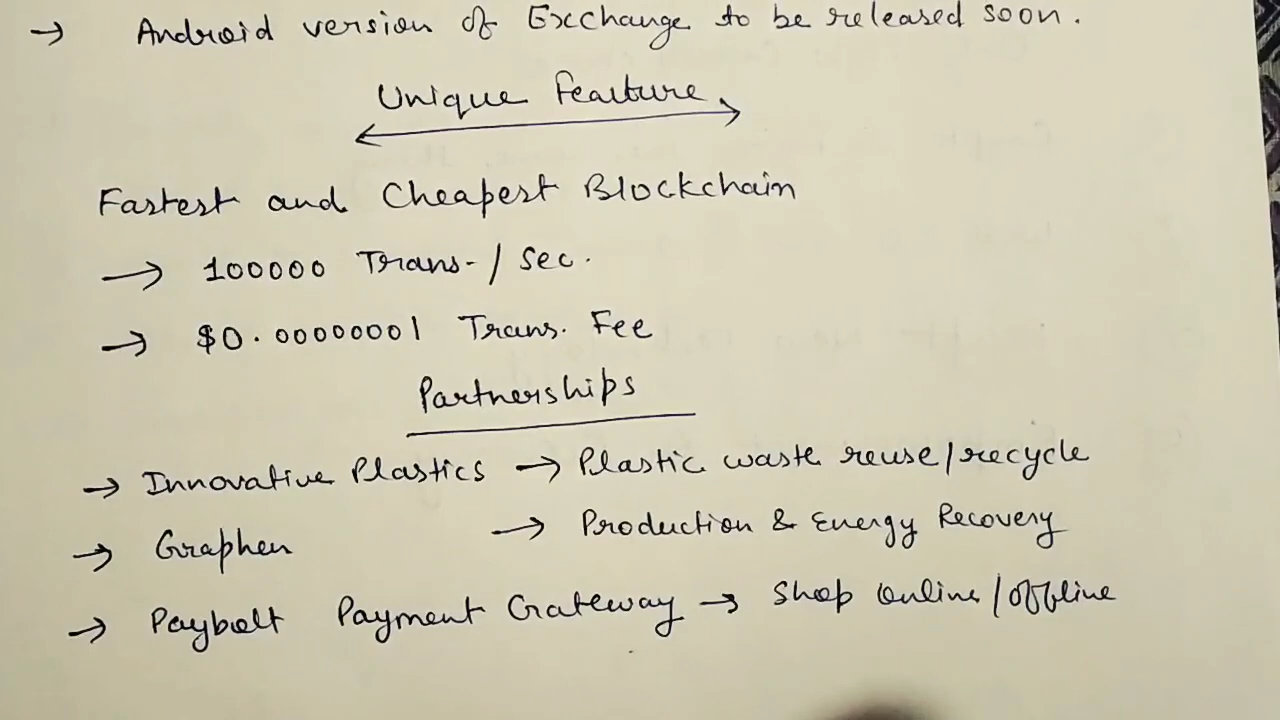 → Android version of Exchange to be released soon.
Unique Feature
Fastest and Cheapest Blockchain
→ 100000 Trans./Sec.
→ $0.00000001 Trans. Fee
Partnerships
→ Innovative Plastics → Plastic waste reuse/recycle
→ Graphen → Production & Energy Recovery
→ Paybolt Payment Gateway → Shop online/offline